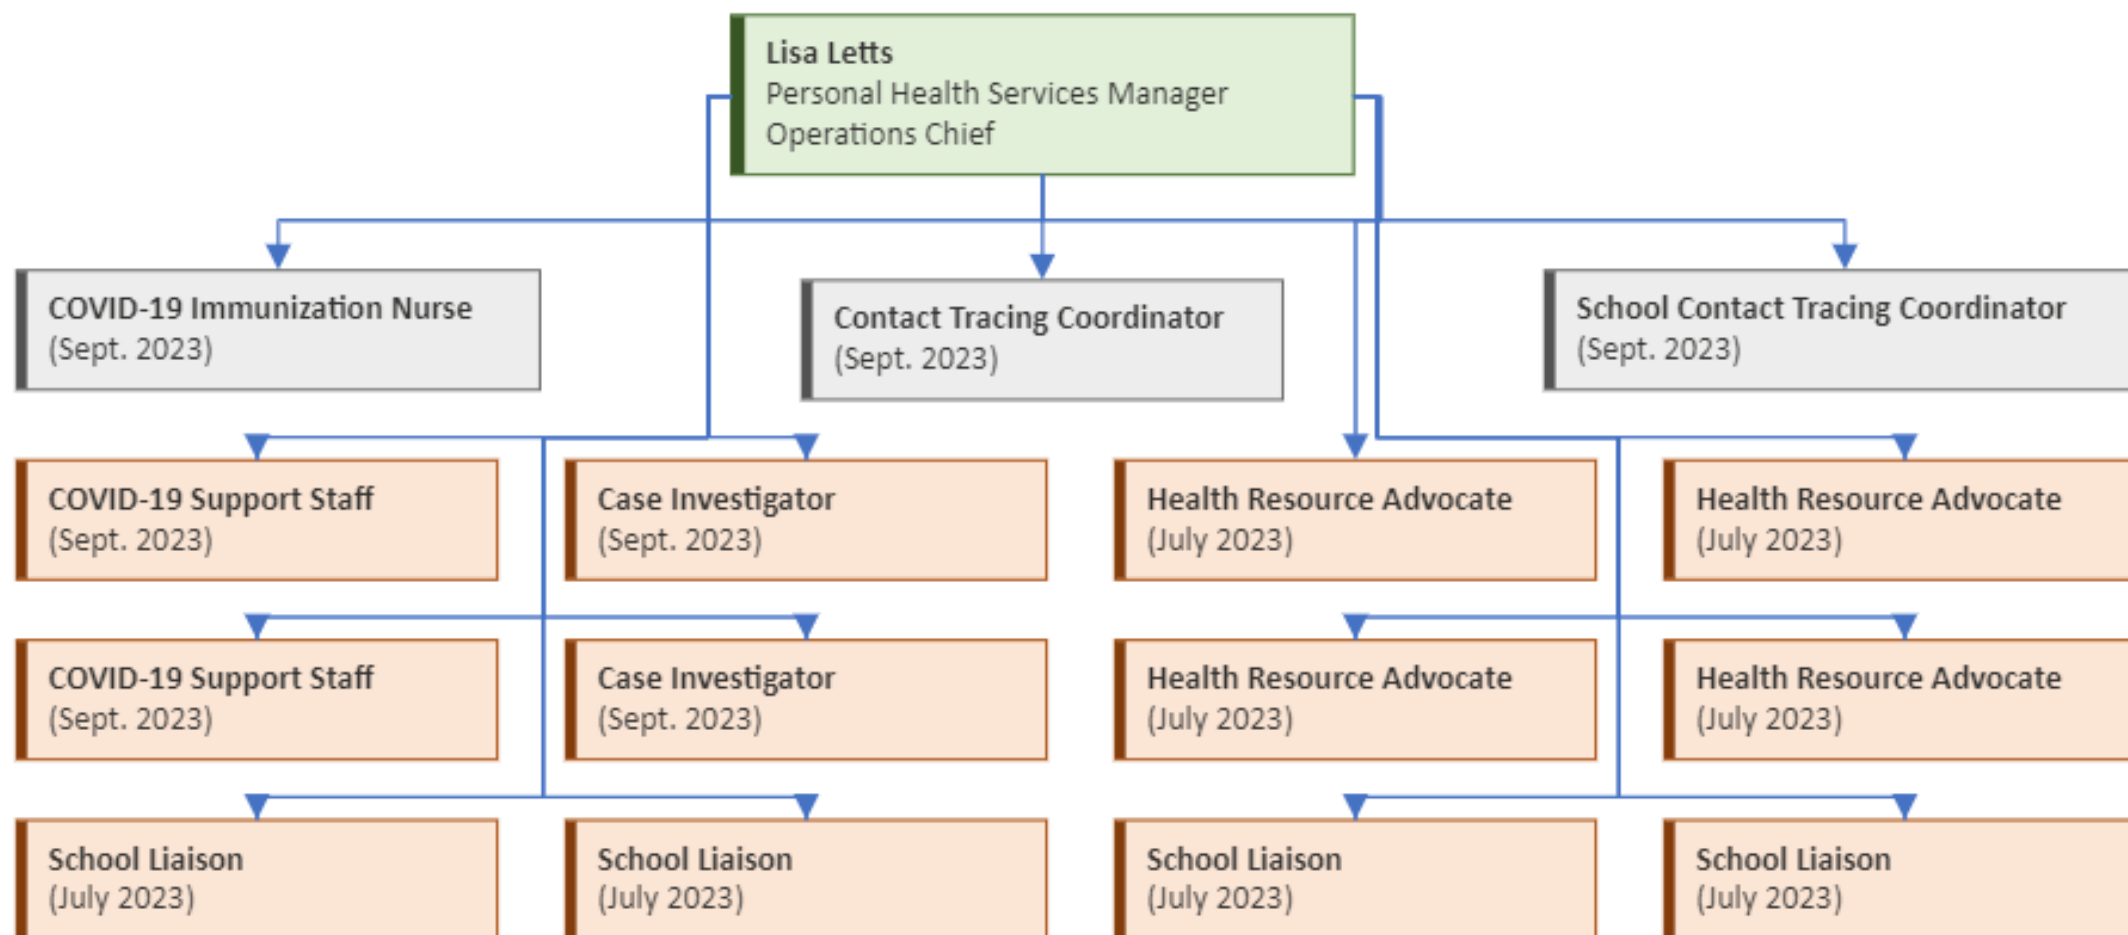 Lisa Letts
Personal Health Services Manager
Operations Chief
COVID-19 Immunization Nurse
(Sept. 2023)
Contact Tracing Coordinator
(Sept. 2023)
School Contact Tracing Coordinator
(Sept. 2023)
COVID-19 Support Staff
(Sept. 2023)
Case Investigator
(Sept. 2023)
Health Resource Advocate
(July 2023)
Health Resource Advocate
(July 2023)
COVID-19 Support Staff
(Sept. 2023)
Case Investigator
(Sept. 2023)
Health Resource Advocate
(July 2023)
Health Resource Advocate
(July 2023)
School Liaison
(July 2023)
School Liaison
(July 2023)
School Liaison
(July 2023)
School Liaison
(July 2023)